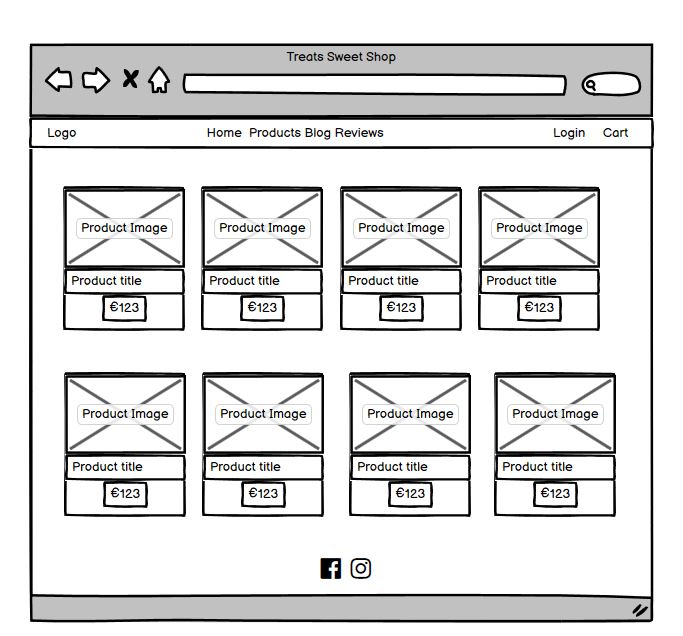 Treats Sweet Shop
Logo Home Products Blog Reviews Login Cart
Product Image Product Image Product Image Product Image
Product title Product title Product title Product title
€123 €123 €123 €123
Product Image Product Image Product Image Product Image
Product title Product title Product title Product title
€123 €123 €123 €123